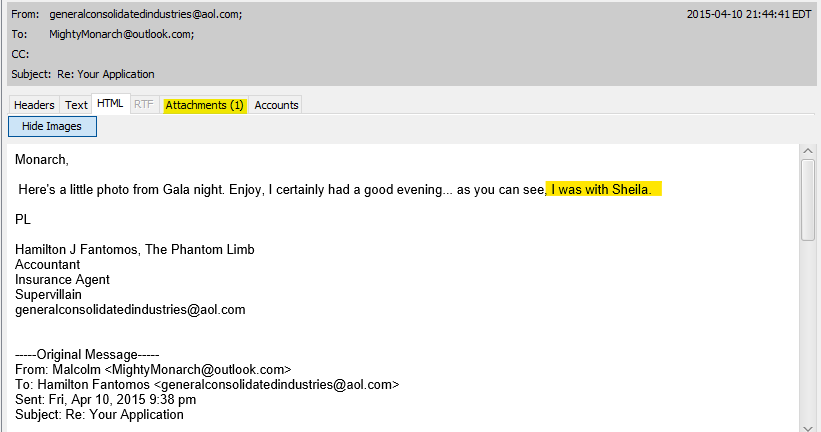 From: generalconsolidatedindustries@aol.com; 2015-04-10 21:44:41 EDT
To: MightyMonarch@outlook.com;
CC:
Subject: Re: Your Application
Headers Text HTML RTF Attachments (1) Accounts
Hide Images
Monarch,
Here's a little photo from Gala night. Enjoy, I certainly had a good evening... as you can see, I was with Sheila.
PL
Hamilton J Fantomos, The Phantom Limb
Accountant
Insurance Agent
Supervillain
generalconsolidatedindustries@aol.com
-----Original Message-----
From: Malcolm <MightyMonarch@outlook.com>
To: Hamilton Fantomos <generalconsolidatedindustries@aol.com>
Sent: Fri, Apr 10, 2015 9:38 pm
Subject: Re: Your Application